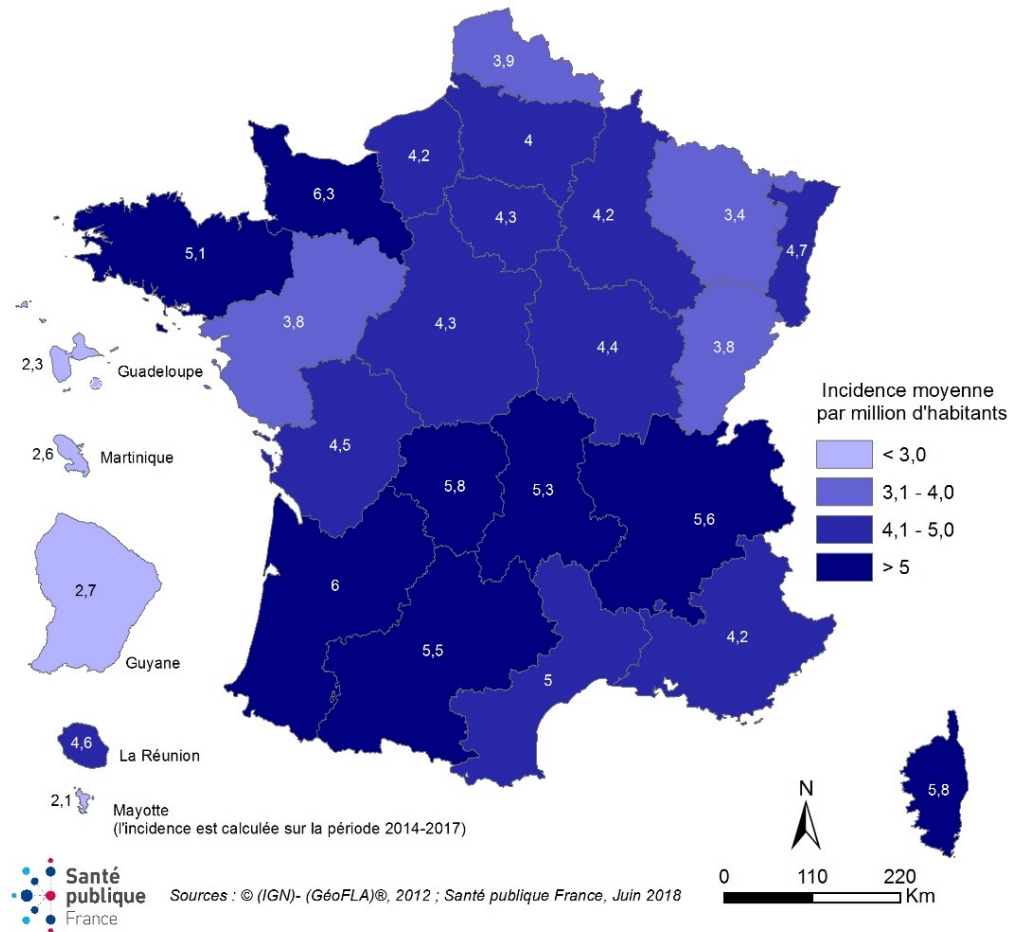 3,9
4,2
4
6,3
4,3
4,2
3,4
4,7
5,1
3,8
4,3
4,4
3,8
2,3
Guadeloupe
Incidence moyenne
par million d'habitants
< 3,0
3,1 - 4,0
4,1 - 5,0
> 5
2,6
Martinique
4,5
5,8
5,3
5,6
2,7
Guyane
6
5,5
5
4,2
4,6
La Réunion
2,1
Mayotte
(l'incidence est calculée sur la période 2014-2017)
5,8
N
0 110 220
Km
Santé
publique
France
Sources : © (IGN)- (GéoFLA)®, 2012 ; Santé publique France, Juin 2018